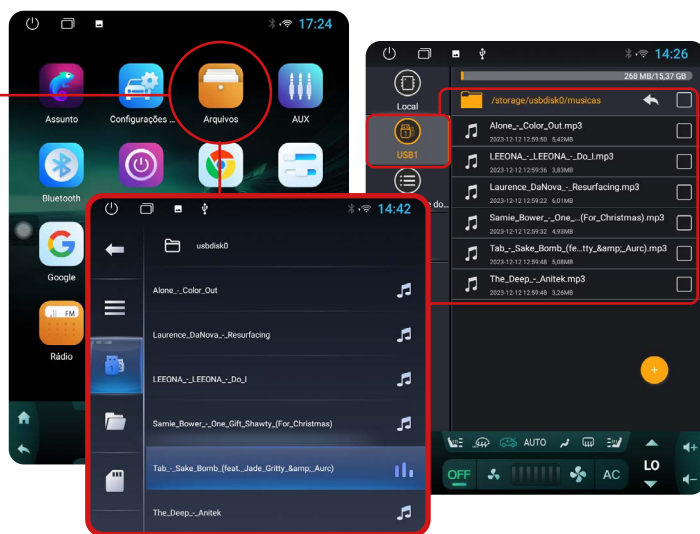 17:24
Assunto
Configurações ...
Arquivos
AUX
Bluetooth
Google
FM
Rádio
14:42
usbdisk0
Alone_-_Color_Out
Laurence_DaNova_-_Resurfacing
LEEONA_-_LEEONA_-_Do_I
Samie_Bower_-_One_Gift_Shawty_(For_Christmas)
Tab_-_Sake_Bomb_(feat._Jade_Gritty_&amp;_Aurc)
The_Deep_-_Anitek
14:26
268 MB/15,37 GB
Local
/storage/usbdisk0/musicas
USB1
Alone_-_Color_Out.mp3
2023-12-12 12:59:50 5,42MB
LEEONA_-_LEEONA_-_Do_I.mp3
2023-12-12 12:59:36 3,83MB
Laurence_DaNova_-_Resurfacing.mp3
2023-12-12 12:59:22 6,01MB
Samie_Bower_-_One_...(For_Christmas).mp3
2023-12-12 12:59:32 4,93MB
Tab_-_Sake_Bomb_(fe...tty_&amp;_Aurc).mp3
2023-12-12 12:59:48 5,08MB
The_Deep_-_Anitek.mp3
2023-12-12 12:59:48 3,26MB
do...
AUTO
OFF
AC
LO